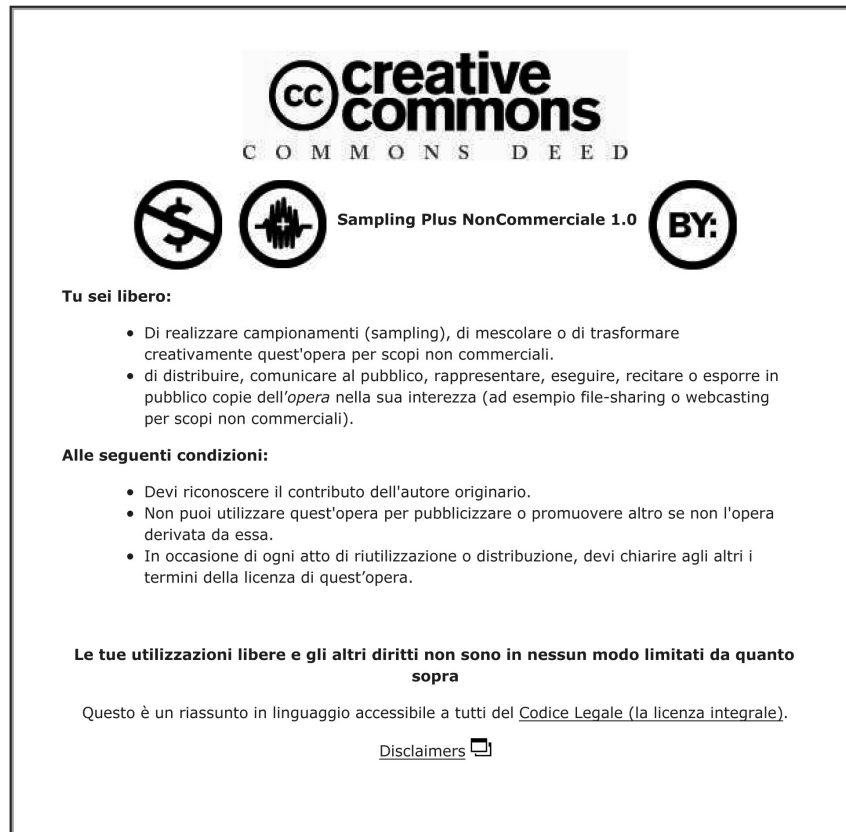 cc creative
commons
COMMONS DEED
$ Sampling Plus NonCommerciale 1.0 BY:
Tu sei libero:
• Di realizzare campionamenti (sampling), di mescolare o di trasformare
creativamente quest'opera per scopi non commerciali.
• di distribuire, comunicare al pubblico, rappresentare, eseguire, recitare o esporre in
pubblico copie dell'opera nella sua interezza (ad esempio file-sharing o webcasting
per scopi non commerciali).
Alle seguenti condizioni:
• Devi riconoscere il contributo dell'autore originario.
• Non puoi utilizzare quest'opera per pubblicizzare o promuovere altro se non l'opera
derivata da essa.
• In occasione di ogni atto di riutilizzazione o distribuzione, devi chiarire agli altri i
termini della licenza di quest’opera.
Le tue utilizzazioni libere e gli altri diritti non sono in nessun modo limitati da quanto
sopra
Questo è un riassunto in linguaggio accessibile a tutti del Codice Legale (la licenza integrale).
Disclaimers